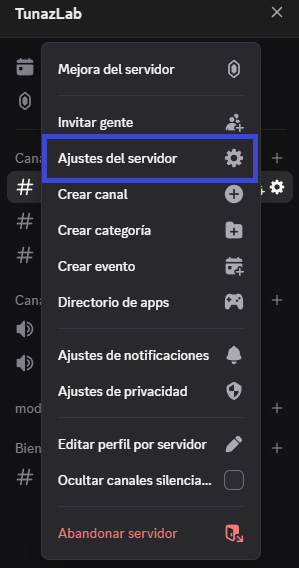 TunazLab
Mejora del servidor
Invitar gente
Ajustes del servidor
Crear canal
Crear categoría
Crear evento
Directorio de apps
Ajustes de notificaciones
Ajustes de privacidad
Editar perfil por servidor
Ocultar canales silencia...
Abandonar servidor
Cana
Cana
mod
Bien